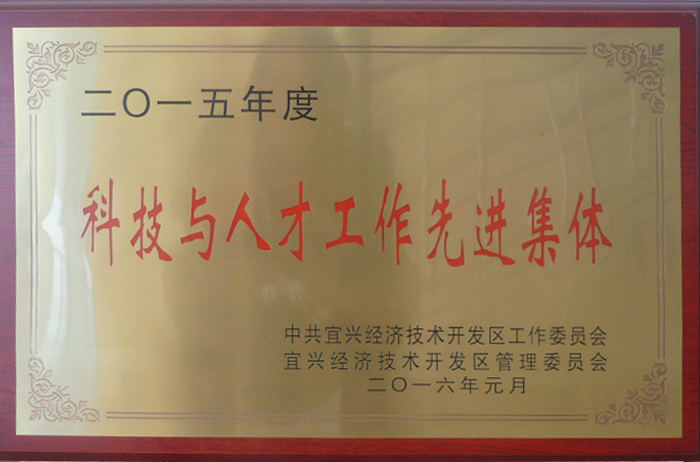 二〇一五年度
科技与人才工作先进集体
中共宜兴经济技术开发区工作委员会
宜兴经济技术开发区管理委员会
二〇一六年元月